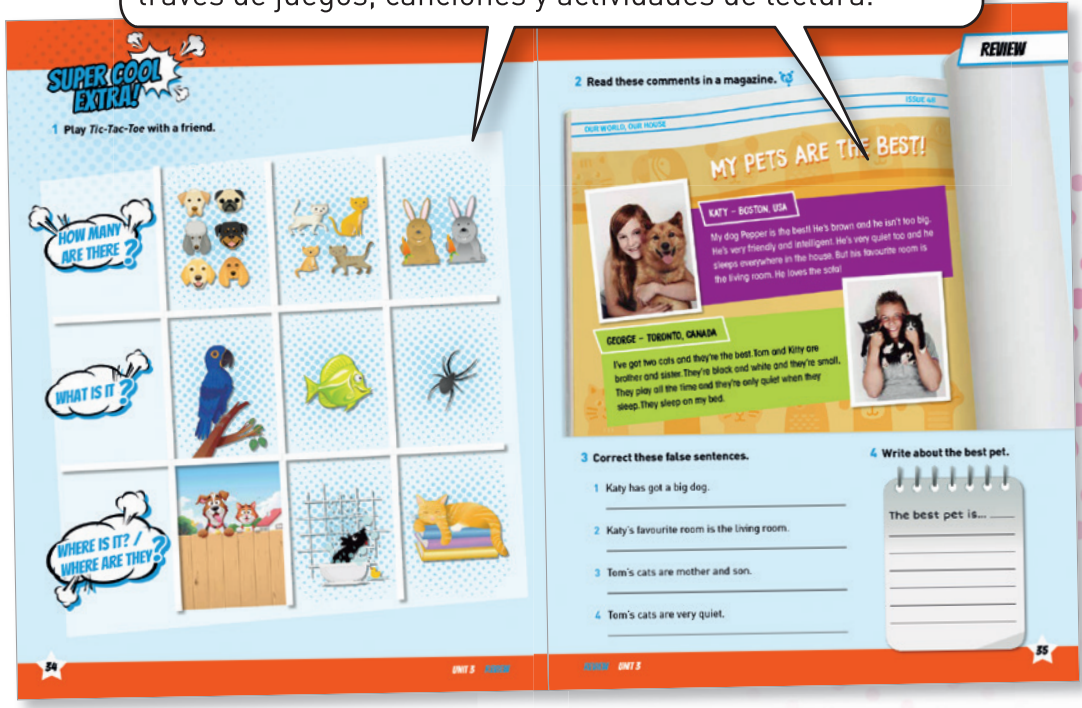 través de juegos, canciones y actividades de lectura.
SUPER COOL
EXTRA!
1 Play Tic-Tac-Toe with a friend.
HOW MANY
ARE THERE?
WHAT IS IT?
WHERE IS IT? /
WHERE ARE THEY?
34
UNIT 3 REVIEW
REVIEW
2 Read these comments in a magazine.
OUR WORLD, OUR HOUSE
MY PETS ARE THE BEST!
KATY – BOSTON, USA
My dog Pepper is the best! He's brown and he isn't too big.
He's very friendly and intelligent. He's very quiet too and he
sleeps everywhere in the house. But his favourite room is
the living room. He loves the sofa!
GEORGE – TORONTO, CANADA
I've got two cats and they're the best. Tom and Kitty are
brother and sister. They're black and white and they're small.
They play all the time and they're only quiet when they
sleep. They sleep on my bed.
3 Correct these false sentences.
1 Katy has got a big dog.
2 Katy's favourite room is the living room.
3 Tom's cats are mother and son.
4 Tom's cats are very quiet.
4 Write about the best pet.
The best pet is...
REVIEW UNIT 3
35